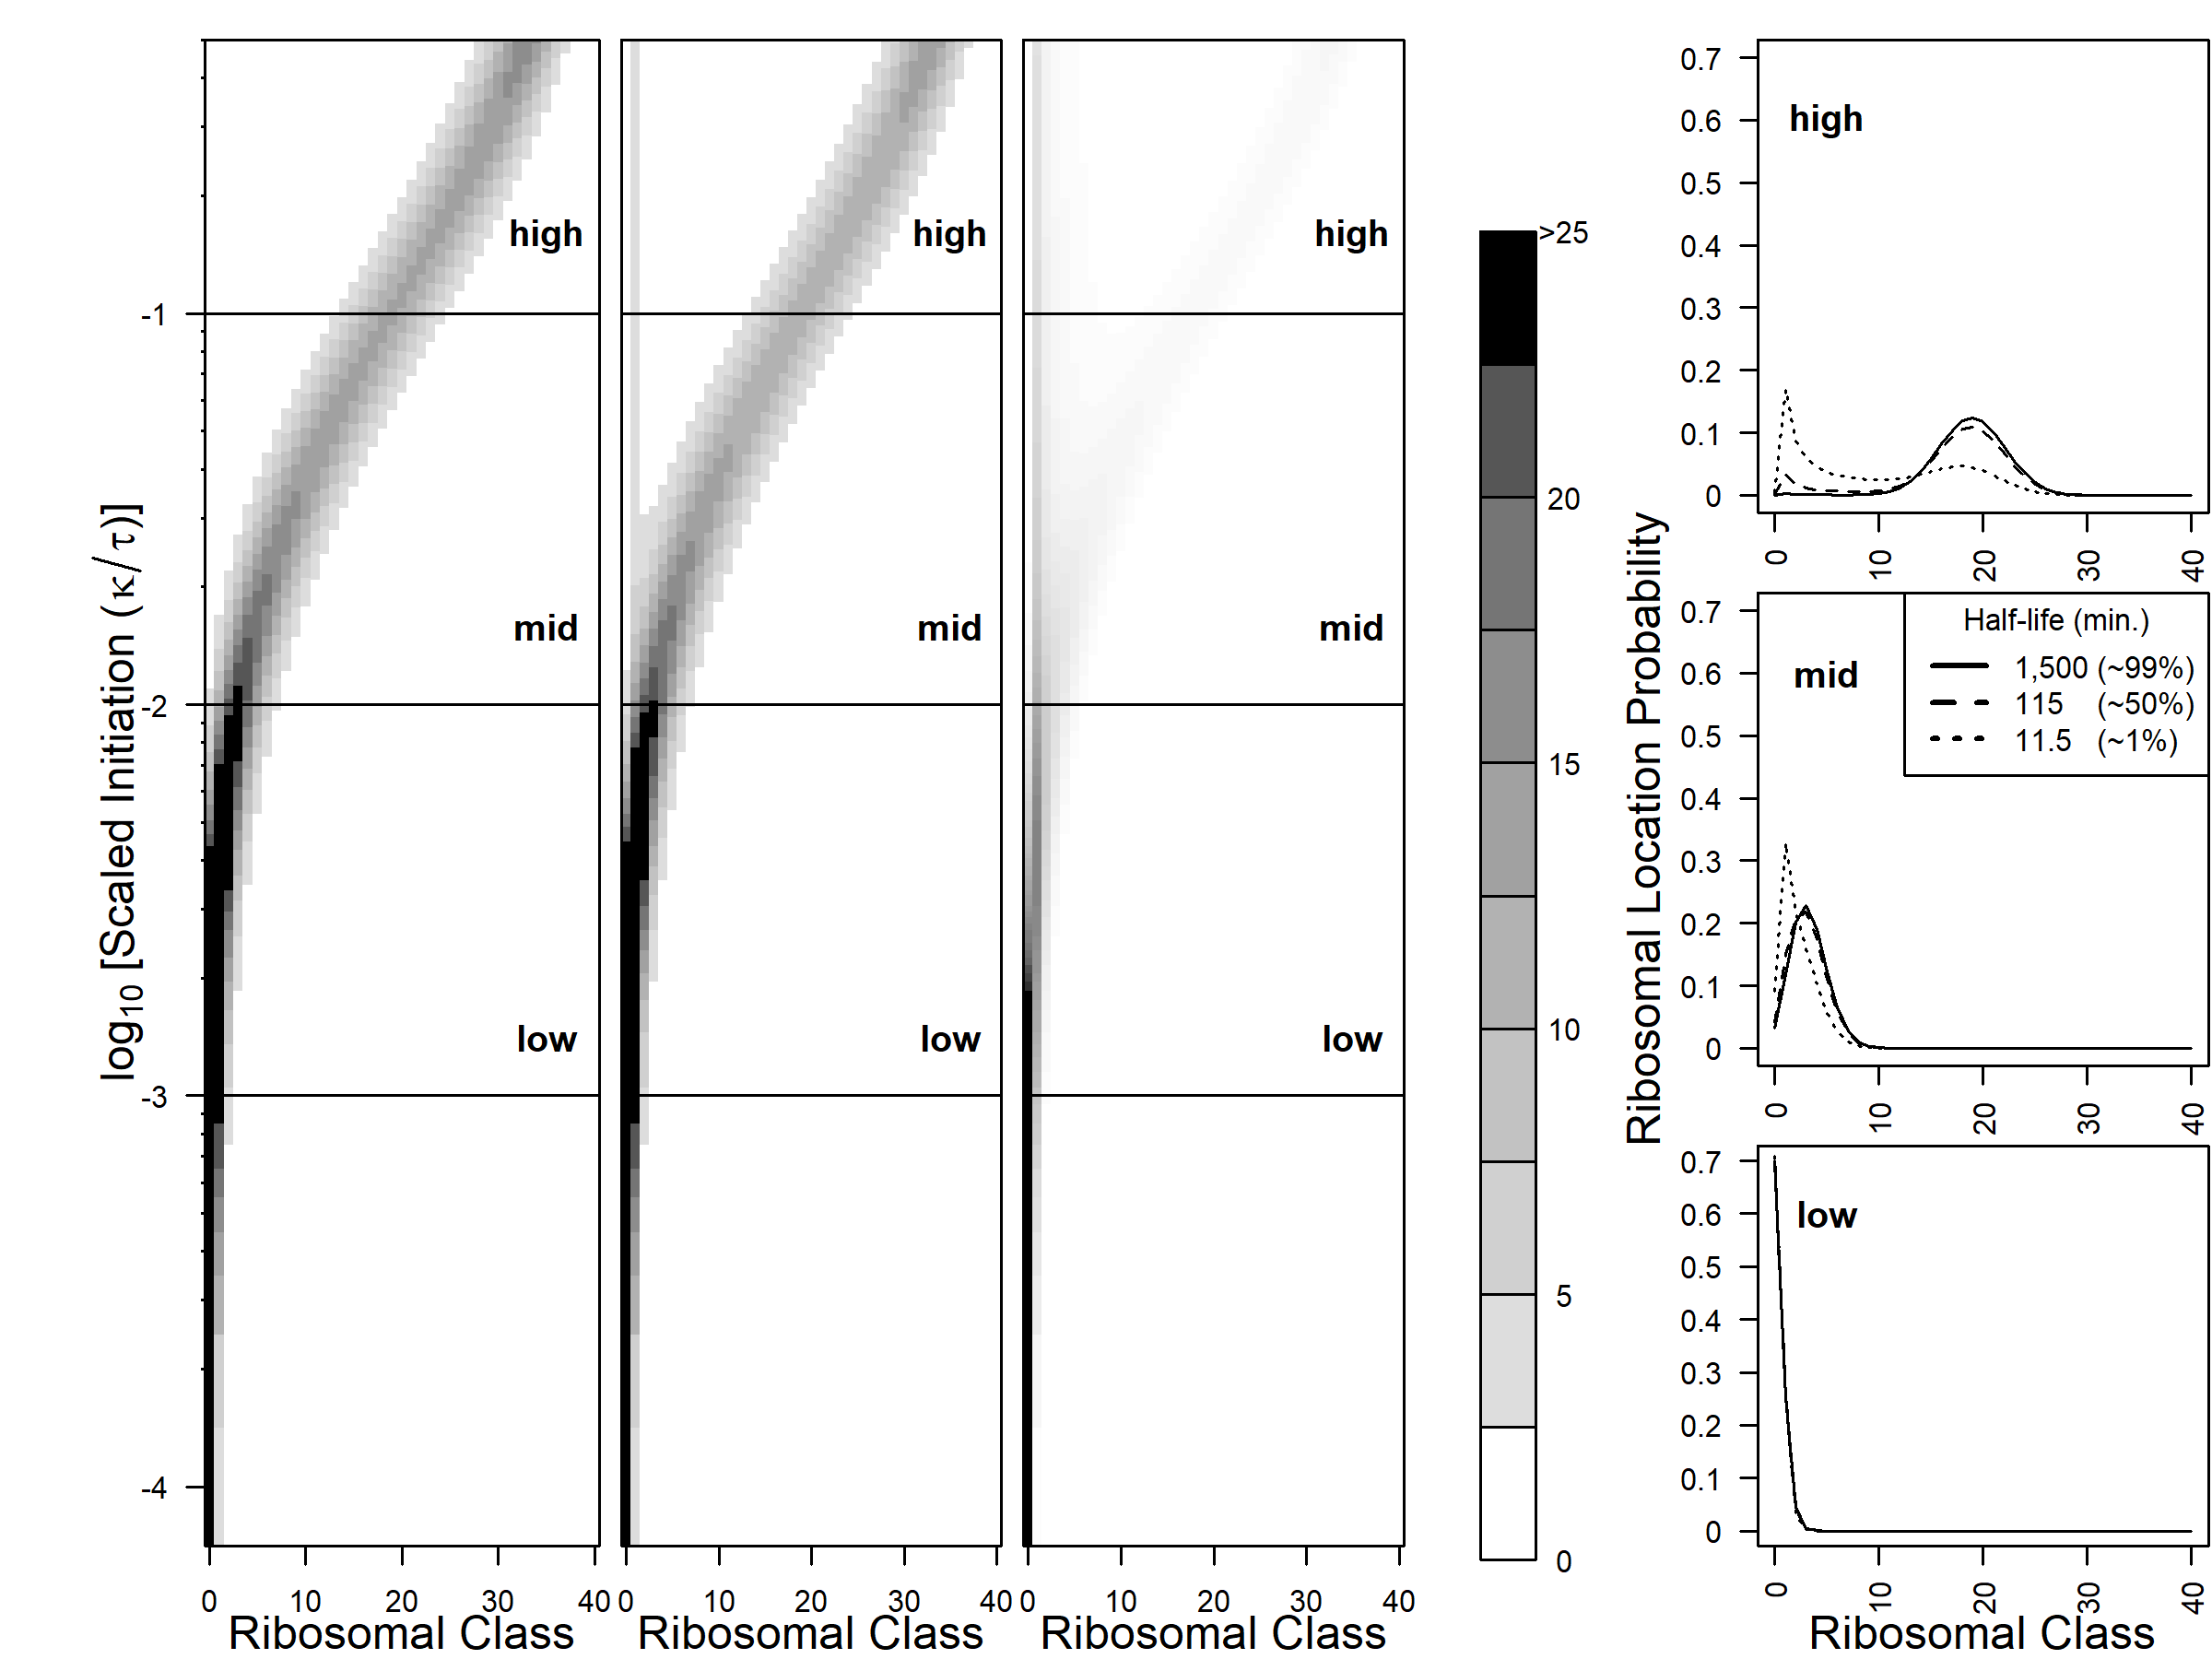 log10 [Scaled Initiation (κ/τ)]
-1
-2
-3
-4
high
mid
low
0 10 20 30 40
Ribosomal Class
high
mid
low
0 10 20 30 40
Ribosomal Class
high
mid
low
0 10 20 30 40
Ribosomal Class
>25
20
15
10
5
0
Ribosomal Location Probability
0.7
0.6
0.5
0.4
0.3
0.2
0.1
0
high
0 10 20 30 40
0.7
0.6
0.5
0.4
0.3
0.2
0.1
0
mid
Half-life (min.)
1,500 (~99%)
115 (~50%)
11.5 (~1%)
0 10 20 30 40
0.7
0.6
0.5
0.4
0.3
0.2
0.1
0
low
0 10 20 30 40
Ribosomal Class